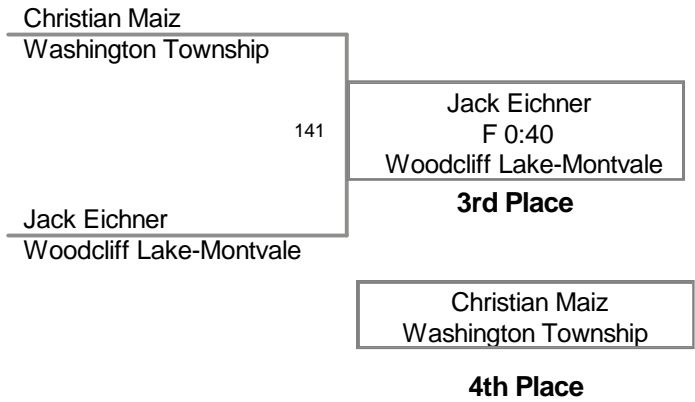 Christian Maiz
Washington Township
141
Jack Eichner
F 0:40
Woodcliff Lake-Montvale
3rd Place
Jack Eichner
Woodcliff Lake-Montvale
Christian Maiz
Washington Township
4th Place